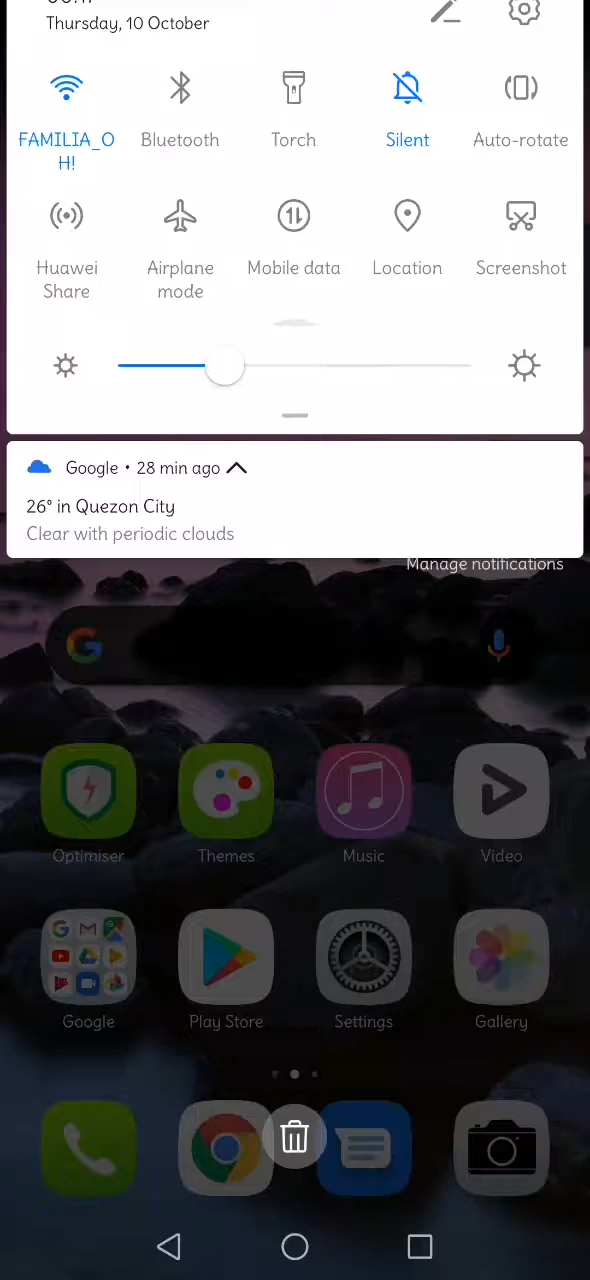 Thursday, 10 October
FAMILIA_O
H!
Bluetooth
Torch
Silent
Auto-rotate
Huawei
Share
Airplane
mode
Mobile data
Location
Screenshot
Google • 28 min ago
26° in Quezon City
Clear with periodic clouds
Manage notifications
Optimiser
Themes
Music
Video
Google
Play Store
Settings
Gallery